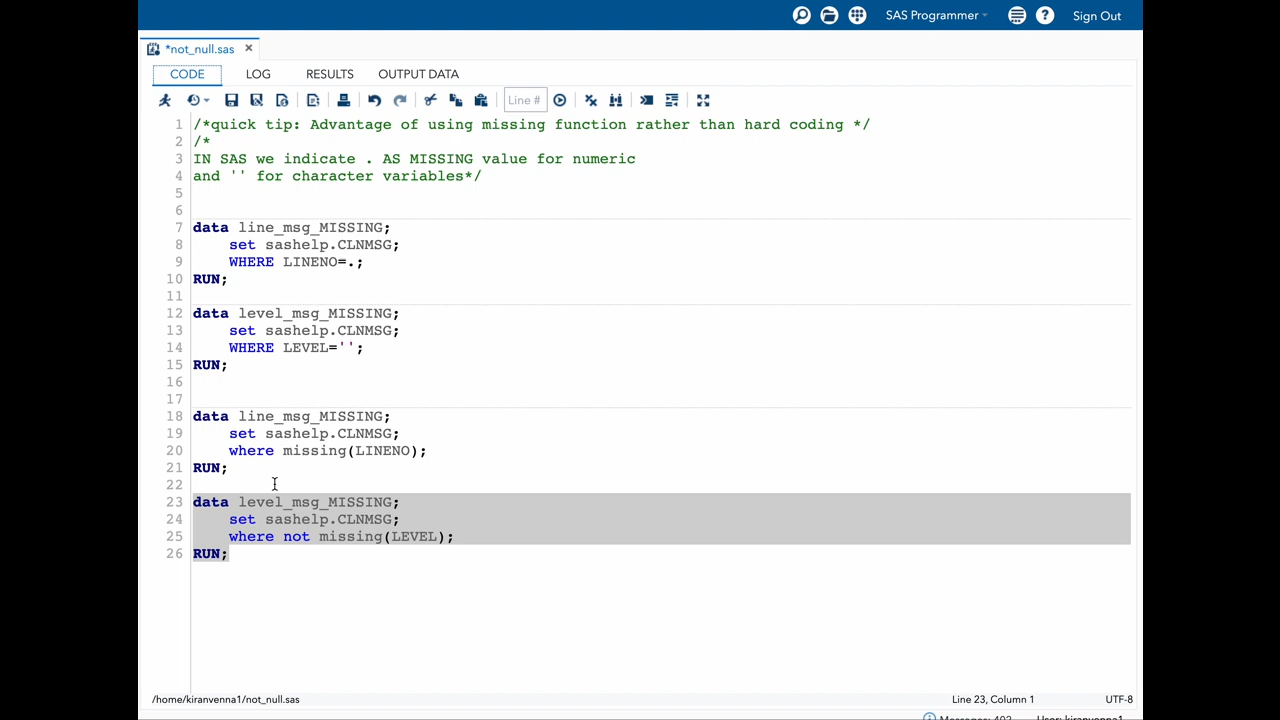 SAS Programmer
Sign Out
*not_null.sas
CODE LOG RESULTS OUTPUT DATA
Line #
1 /*quick tip: Advantage of using missing function rather than hard coding */
2 /*
3 IN SAS we indicate . AS MISSING value for numeric
4 and '' for character variables*/
5
6
7 data line_msg_MISSING;
8 set sashelp.CLNMSG;
9 WHERE LINENO=.;
10 RUN;
11
12 data level_msg_MISSING;
13 set sashelp.CLNMSG;
14 WHERE LEVEL='';
15 RUN;
16
17
18 data line_msg_MISSING;
19 set sashelp.CLNMSG;
20 where missing(LINENO);
21 RUN;
22
23 data level_msg_MISSING;
24 set sashelp.CLNMSG;
25 where not missing(LEVEL);
26 RUN;
/home/kiranvenna1/not_null.sas
Line 23, Column 1
UTF-8
Messages: 402
User: kiranvenna1